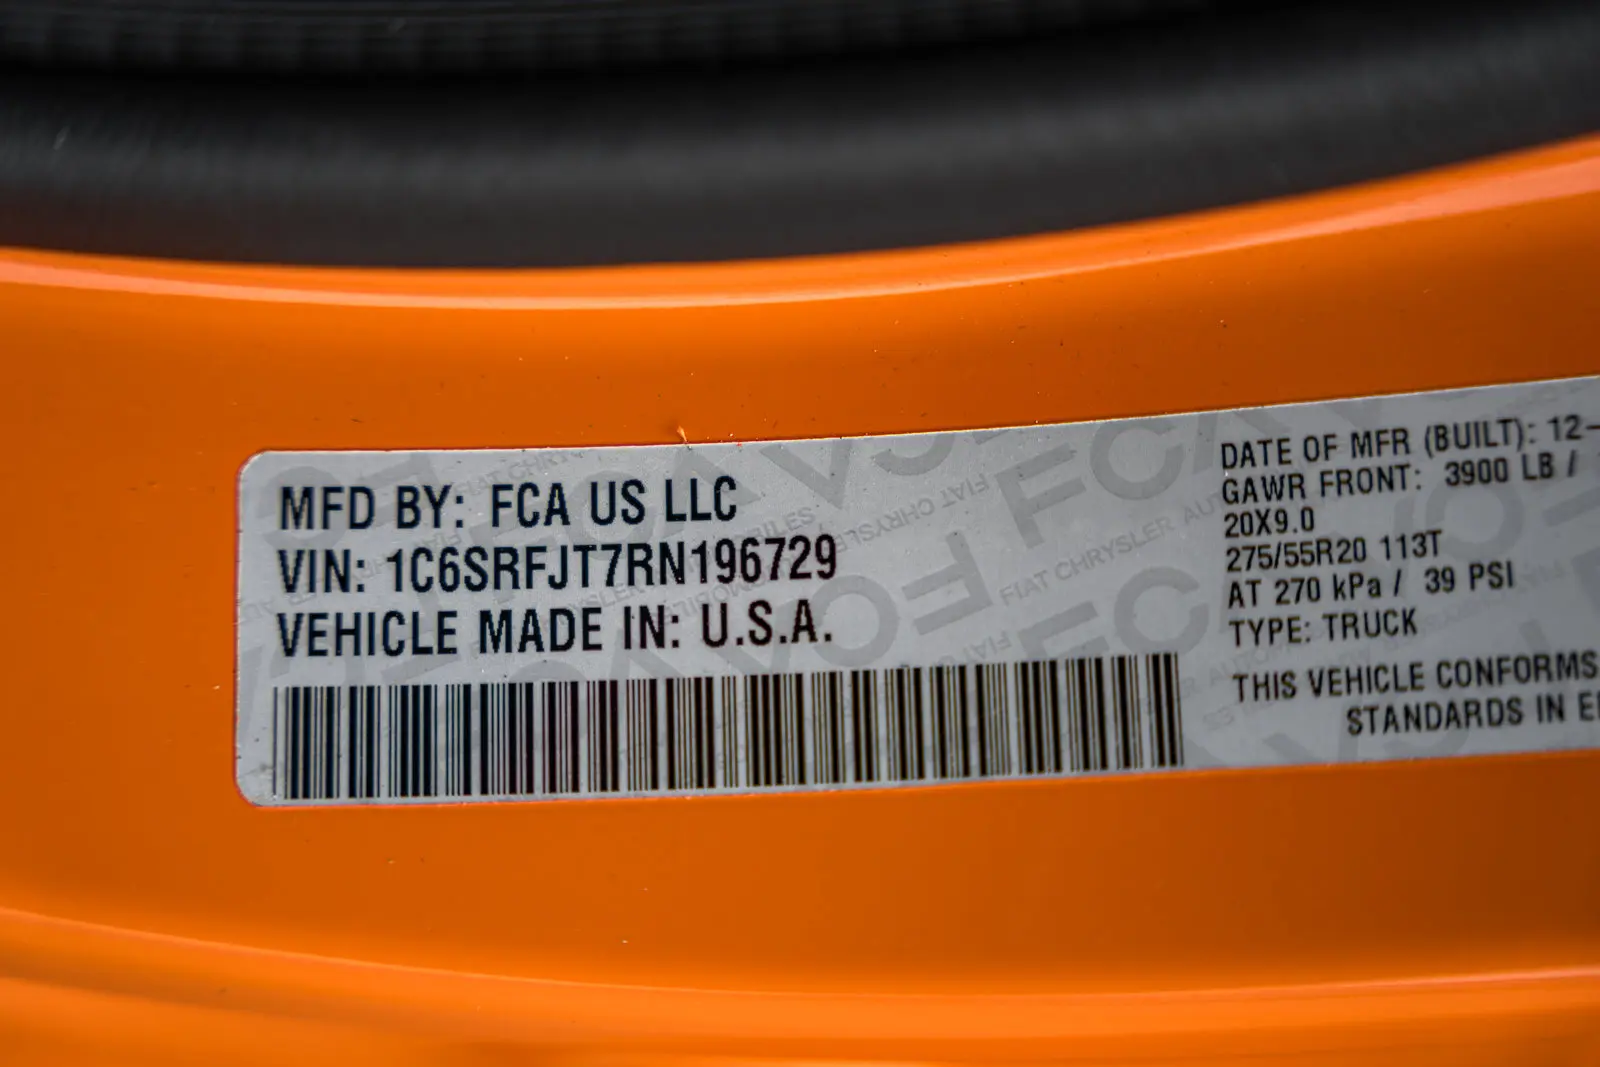 MFD BY: FCA US LLC
VIN: 1C6SRFJT7RN196729
VEHICLE MADE IN: U.S.A.
DATE OF MFR (BUILT): 12-
GAWR FRONT: 3900 LB /
20X9.0
275/55R20 113T
AT 270 kPa / 39 PSI
TYPE: TRUCK
THIS VEHICLE CONFORMS
STANDARDS IN